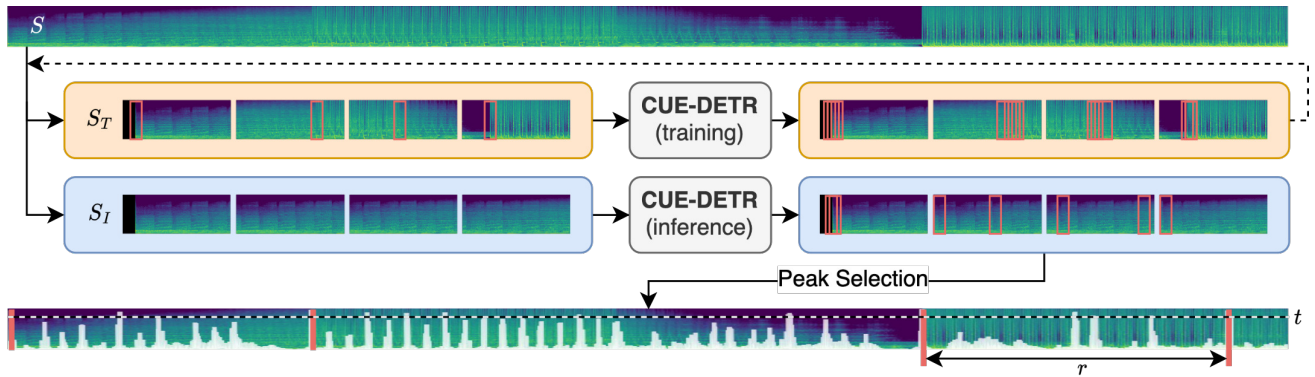 S
S_T
CUE-DETR
(training)
S_I
CUE-DETR
(inference)
Peak Selection
t
r